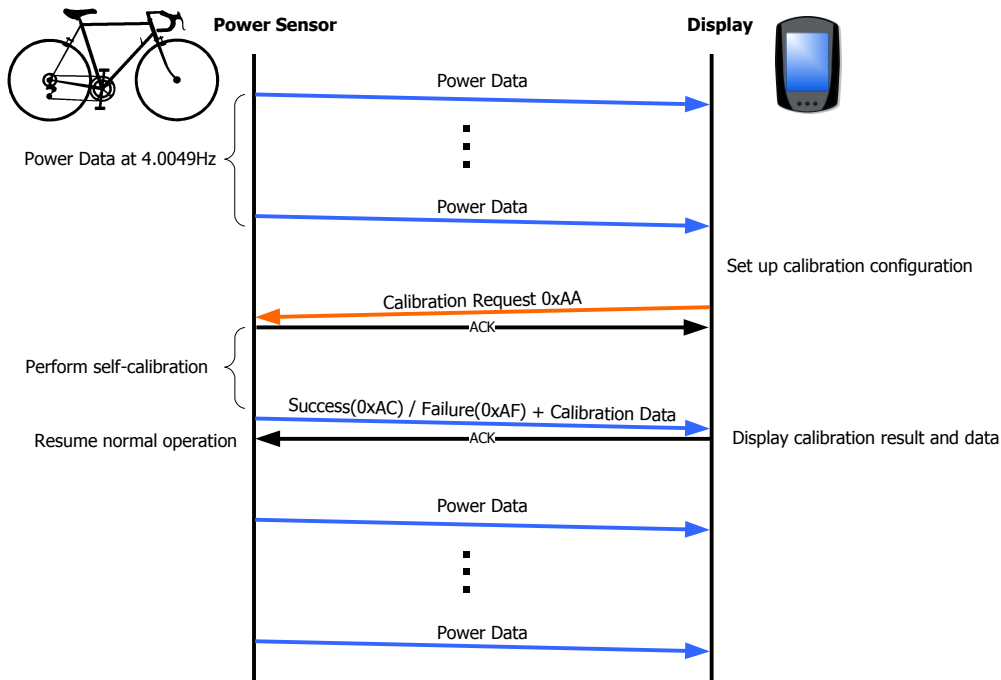 Power Sensor
Display
Power Data
Power Data at 4.0049Hz
Power Data
Set up calibration configuration
Calibration Request 0xAA
ACK
Perform self-calibration
Success(0xAC) / Failure(0xAF) + Calibration Data
Resume normal operation
ACK
Display calibration result and data
Power Data
Power Data